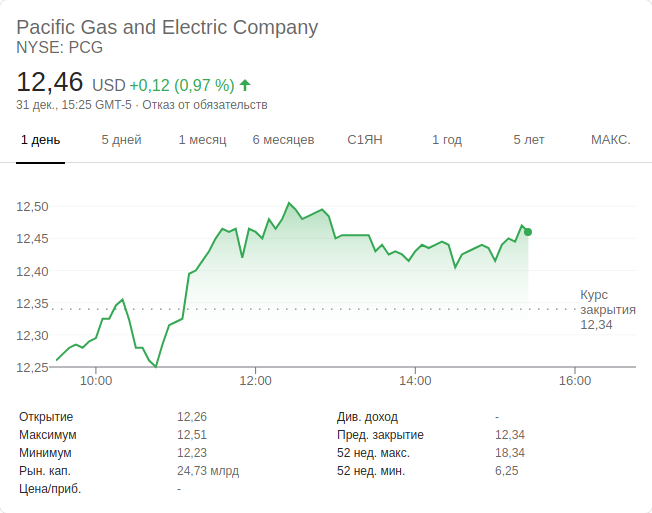 Pacific Gas and Electric Company
NYSE: PCG
12,46 USD +0,12 (0,97 %)
31 дек., 15:25 GMT-5 · Отказ от обязательств
1 день 5 дней 1 месяц 6 месяцев С1ЯН 1 год 5 лет МАКС.
12,50
12,45
12,40
12,35
12,30
12,25
Курс
закрытия
12,34
10:00 12:00 14:00 16:00
Открытие 12,26 Див. доход -
Максимум 12,51 Пред. закрытие 12,34
Минимум 12,23 52 нед. макс. 18,34
Рын. кап. 24,73 млрд 52 нед. мин. 6,25
Цена/приб. -